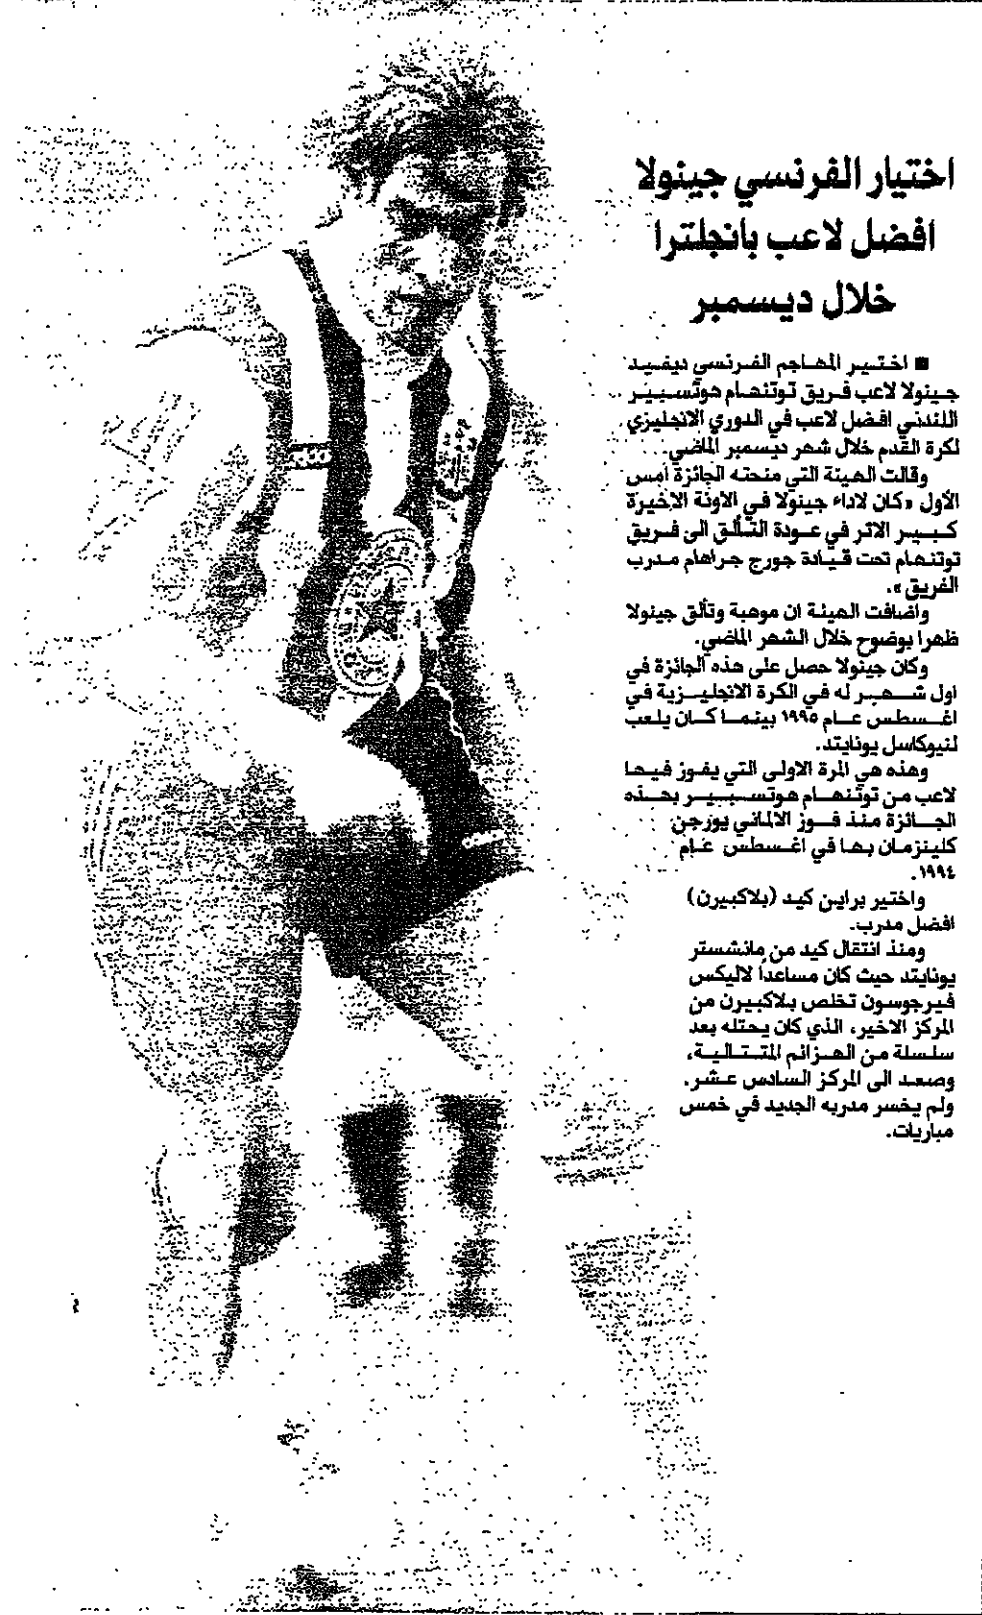 اختيار الفرنسي جينولا
افضل لاعب بانجلترا
خلال ديسمبر
■ اختير المهاجم الفرنسي ديفيد
جينولا لاعب فريق توتنهام هوتسبير
اللندني افضل لاعب في الدوري الانجليزي
لكرة القدم خلال شهر ديسمبر الماضي.
وقالت الهيئة التي منحته الجائزة امس
الأول «كان لاداء جينولا في الاونة الاخيرة
كبير الاثر في عودة التألق الى فريق
توتنهام تحت قيادة جورج جراهام مدرب
الفريق».
واضافت الهيئة ان موهبة وتألق جينولا
ظهرا بوضوح خلال الشهر الماضي.
وكان جينولا حصل على هذه الجائزة في
اول شهر له في الكرة الانجليزية في
اغسطس عام ١٩٩٥ بينما كان يلعب
لنيوكاسل يونايتد.
وهذه هي المرة الاولى التي يفوز فيها
لاعب من توتنهام هوتسبير بهذه
الجائزة منذ فوز الالماني يورجن
كلينزمان بها في اغسطس عام
١٩٩٤.
واختير براين كيد (بلاكبيرن)
افضل مدرب.
ومنذ انتقال كيد من مانشستر
يونايتد حيث كان مساعداً لاليكس
فيرجوسون تخلص بلاكبيرن من
المركز الاخير، الذي كان يحتله بعد
سلسلة من الهزائم المتتالية،
وصعد الى المركز السادس عشر.
ولم يخسر مدربه الجديد في خمس
مباريات.